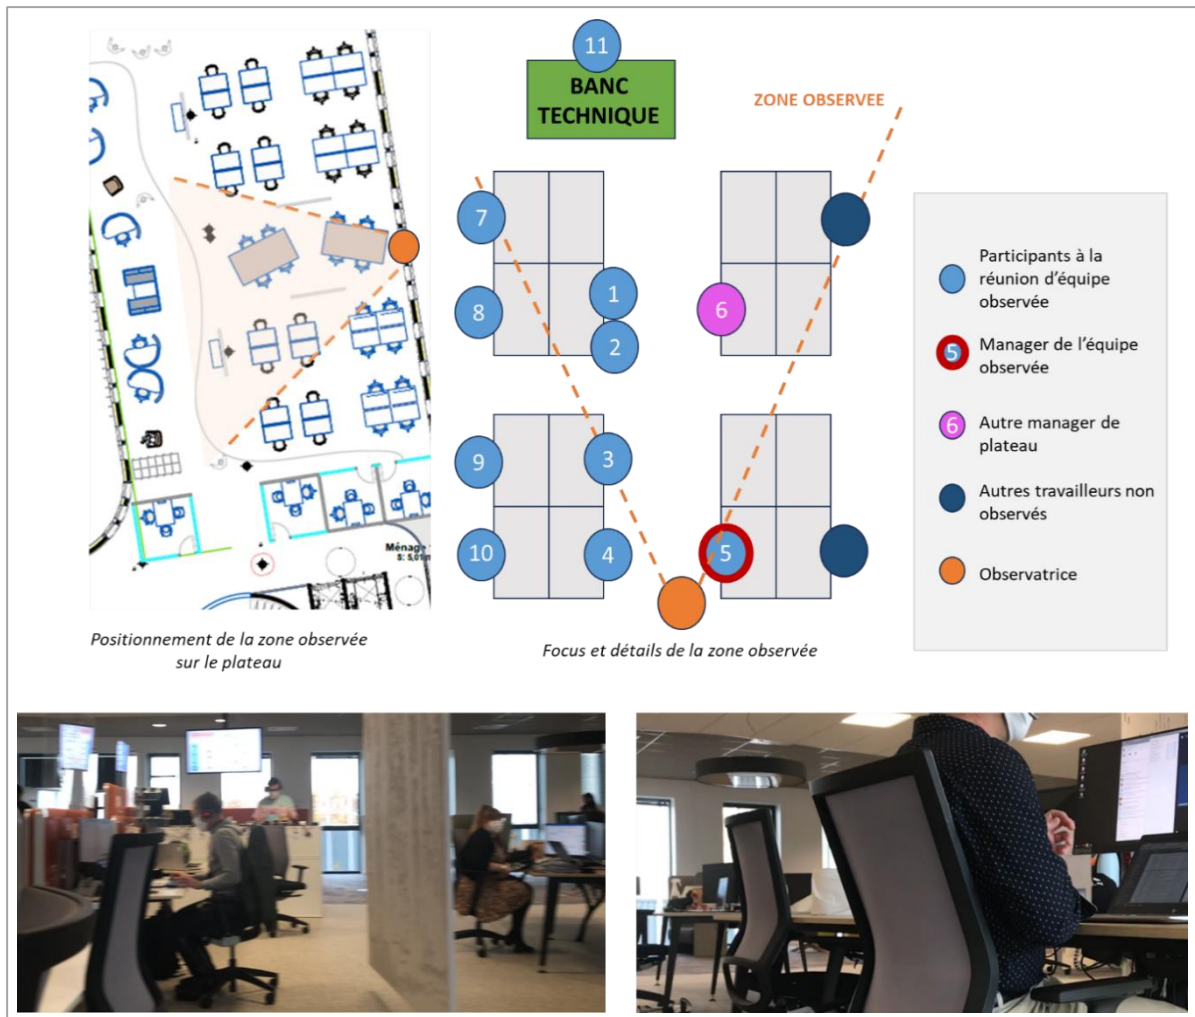 11
BANC
TECHNIQUE
ZONE OBSERVEE
7
8
1
2
6
9
3
10
4
5
Participants à la
réunion d'équipe
observée
5
Manager de l'équipe
observée
6
Autre manager de
plateau
Autres travailleurs non
observés
Observatrice
Ménage
Positionnement de la zone observée
sur le plateau
Focus et détails de la zone observée